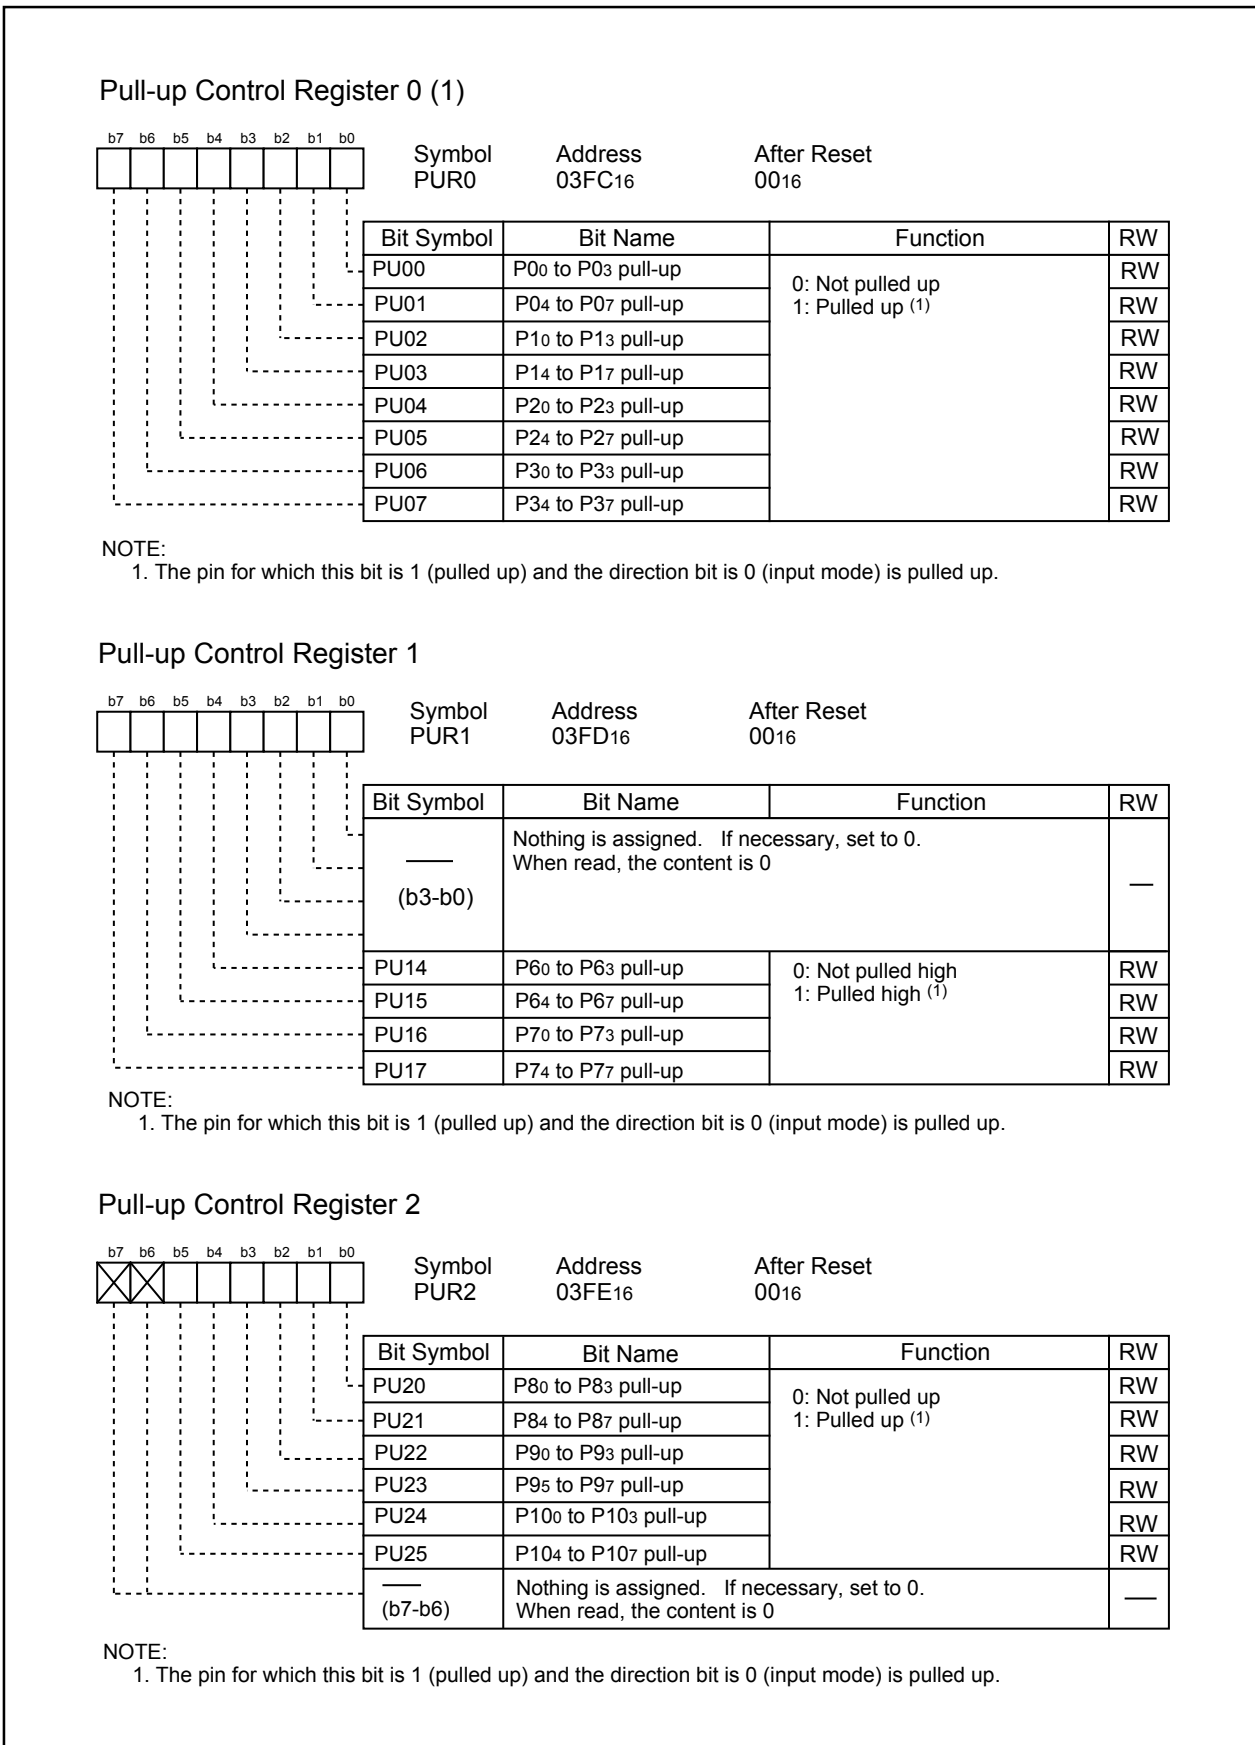 Pull-up Control Register 0 (1)
b7 b6 b5 b4 b3 b2 b1 b0
Symbol Address After Reset
PUR0 03FC16 0016
Bit Symbol Bit Name Function RW
PU00 P00 to P03 pull-up 0: Not pulled up RW
PU01 P04 to P07 pull-up 1: Pulled up (1) RW
PU02 P10 to P13 pull-up RW
PU03 P14 to P17 pull-up RW
PU04 P20 to P23 pull-up RW
PU05 P24 to P27 pull-up RW
PU06 P30 to P33 pull-up RW
PU07 P34 to P37 pull-up RW
NOTE:
1. The pin for which this bit is 1 (pulled up) and the direction bit is 0 (input mode) is pulled up.
Pull-up Control Register 1
b7 b6 b5 b4 b3 b2 b1 b0
Symbol Address After Reset
PUR1 03FD16 0016
Bit Symbol Bit Name Function RW
Nothing is assigned. If necessary, set to 0.
— When read, the content is 0 —
(b3-b0)
PU14 P60 to P63 pull-up 0: Not pulled high RW
PU15 P64 to P67 pull-up 1: Pulled high (1) RW
PU16 P70 to P73 pull-up RW
PU17 P74 to P77 pull-up RW
NOTE:
1. The pin for which this bit is 1 (pulled up) and the direction bit is 0 (input mode) is pulled up.
Pull-up Control Register 2
b7 b6 b5 b4 b3 b2 b1 b0
Symbol Address After Reset
PUR2 03FE16 0016
Bit Symbol Bit Name Function RW
PU20 P80 to P83 pull-up 0: Not pulled up RW
PU21 P84 to P87 pull-up 1: Pulled up (1) RW
PU22 P90 to P93 pull-up RW
PU23 P95 to P97 pull-up RW
PU24 P100 to P103 pull-up RW
PU25 P104 to P107 pull-up RW
— Nothing is assigned. If necessary, set to 0. —
(b7-b6) When read, the content is 0
NOTE:
1. The pin for which this bit is 1 (pulled up) and the direction bit is 0 (input mode) is pulled up.